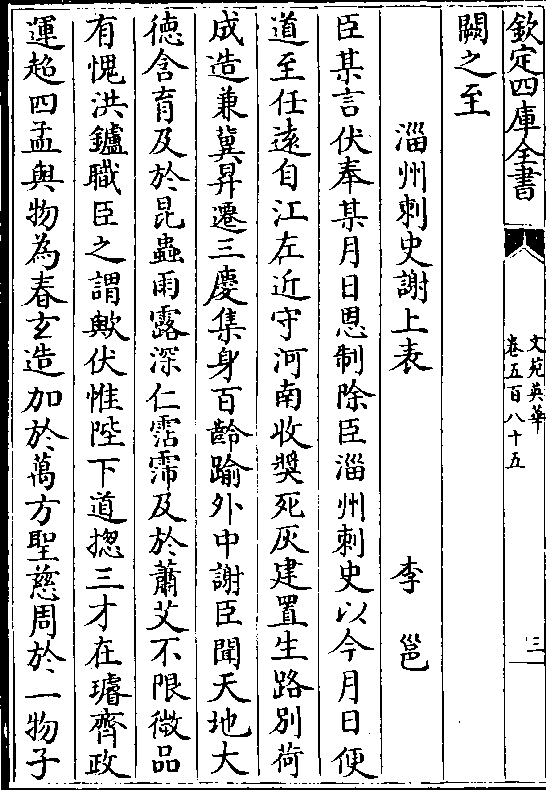 欽定四庫全書
文苑英華
卷五百八十五
三
闕之至
淄州刺史謝上表 李邕
臣某言伏奉某月日恩制除臣淄州刺史以今月日便
道至任逺自江左近守河南收奬死灰建置生路别荷
成造兼兾昇遷三慶集身百齡踰外中謝臣聞天地大
徳含育及於昆蟲雨露深仁霑霈及於蕭艾不限微品
有愧洪鑪職臣之謂歟伏惟陛下道揔三才在璿齊政
運超四孟與物為春玄造加於萬方聖慈周於一物子